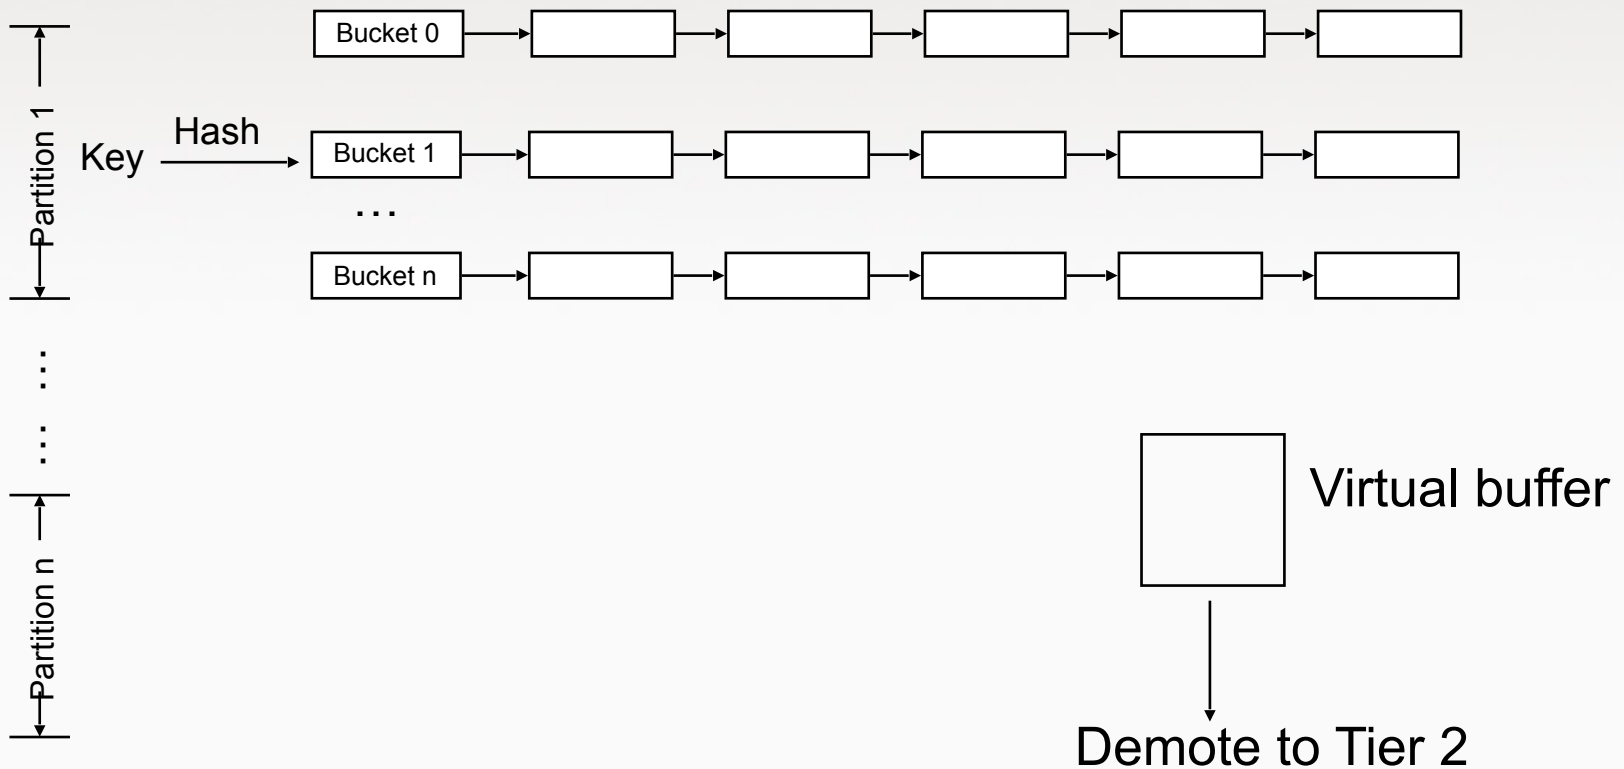 Bucket 0
Partition 1
Key
Hash
Bucket 1
...
Bucket n
... ...
Virtual buffer
Partition n
Demote to Tier 2